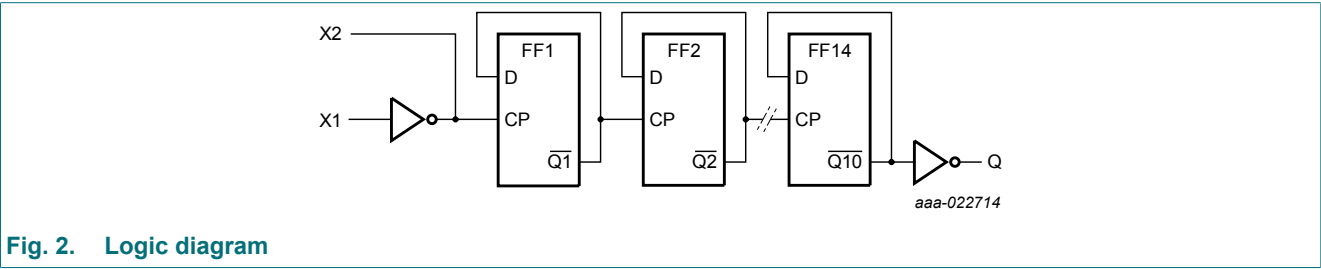 X2
FF1
FF2
FF14
D
D
D
X1
CP
CP
CP
Q1
Q2
Q10
Q
aaa-022714
Fig. 2. Logic diagram